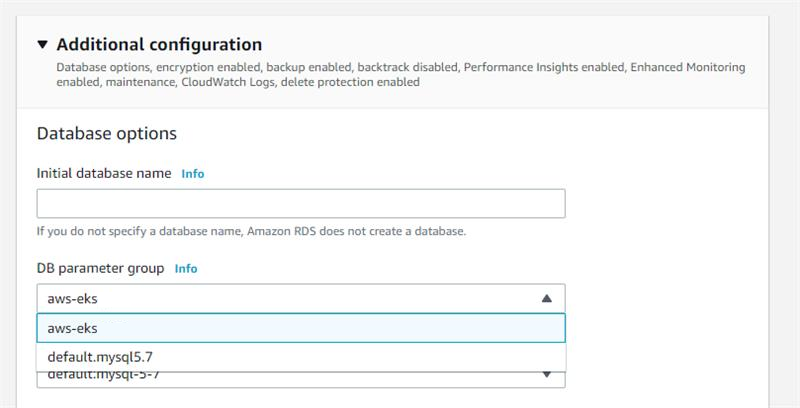 Additional configuration
Database options, encryption enabled, backup enabled, backtrack disabled, Performance Insights enabled, Enhanced Monitoring
enabled, maintenance, CloudWatch Logs, delete protection enabled
Database options
Initial database name Info
If you do not specify a database name, Amazon RDS does not create a database.
DB parameter group Info
aws-eks
aws-eks
default.mysql5.7
default.mysql-5-7